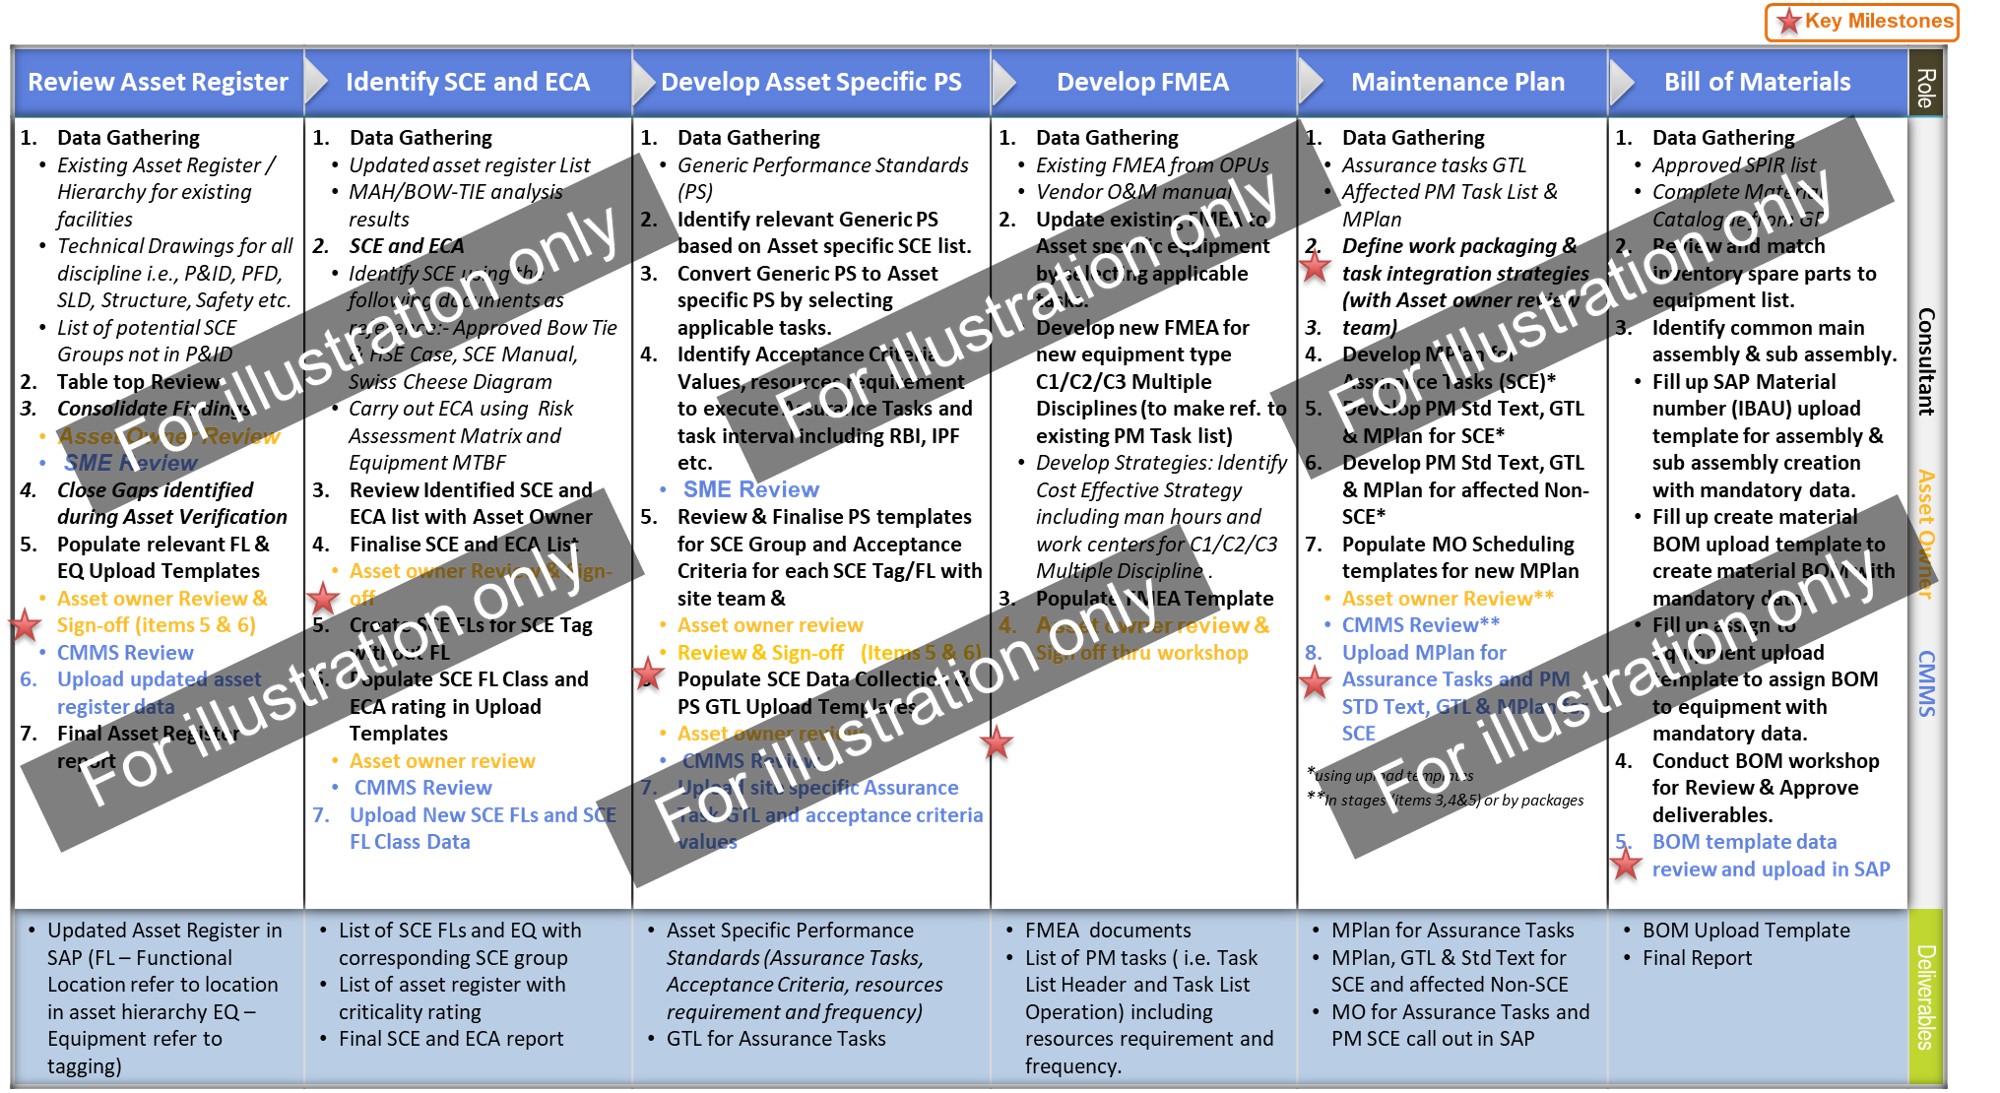 Key Milestones
Review Asset Register
Identify SCE and ECA
Develop Asset Specific PS
Develop FMEA
Maintenance Plan
Bill of Materials
Role
1. Data Gathering
• Existing Asset Register /
Hierarchy for existing
facilities
• Technical Drawings for all
discipline i.e., P&ID, PFD,
SLD, Structure, Safety etc.
• List of potential SCE
Groups not in P&ID
2. Table top Review
3. Consolidate Findings
• Asset Owner Review
• SME Review
4. Close Gaps identified
during Asset Verification
5. Populate relevant FL &
EQ Upload Templates
• Asset owner Review &
Sign-off (items 5 & 6)
• CMMS Review
6. Upload updated asset
register data
7. Final Asset Register
report
1. Data Gathering
• Updated asset register List
• MAH/BOW-TIE analysis
results
2. SCE and ECA
• Identify SCE using the
following documents as
reference:- Approved Bow Tie
& HSE Case, SCE Manual,
Swiss Cheese Diagram
• Carry out ECA using Risk
Assessment Matrix and
Equipment MTBF
3. Review Identified SCE and
ECA list with Asset Owner
4. Finalise SCE and ECA List
• Asset owner Review & Sign-
off
5. Create SCE FLs for SCE Tag
without FL
6. Populate SCE FL Class and
ECA rating in Upload
Templates
• Asset owner review
• CMMS Review
7. Upload New SCE FLs and SCE
FL Class Data
1. Data Gathering
• Generic Performance Standards
(PS)
2. Identify relevant Generic PS
based on Asset specific SCE list.
3. Convert Generic PS to Asset
specific PS by selecting
applicable tasks.
4. Identify Acceptance Criteria
Values, resources requirement
to execute Assurance Tasks and
task interval including RBI, IPF
etc.
• SME Review
5. Review & Finalise PS templates
for SCE Group and Acceptance
Criteria for each SCE Tag/FL with
site team &
• Asset owner review
• Review & Sign-off (Items 5 & 6)
6. Populate SCE Data Collection &
PS GTL Upload Templates
• Asset owner review
• CMMS Review
7. Upload site specific Assurance
Task GTL and acceptance criteria
values
1. Data Gathering
• Existing FMEA from OPUs
• Vendor O&M manual
2. Update existing FMEA to
Asset specific equipment
by selecting applicable
tasks.
• Develop new FMEA for
new equipment type
C1/C2/C3 Multiple
Disciplines (to make ref. to
existing PM Task list)
• Develop Strategies: Identify
Cost Effective Strategy
including man hours and
work centers for C1/C2/C3
Multiple Discipline .
3. Populate FMEA Template
4. Asset owner review &
Sign off thru workshop
1. Data Gathering
• Assurance tasks GTL
• Affected PM Task List &
MPlan
2. Define work packaging &
task integration strategies
(with Asset owner review
3. team)
4. Develop MPlan for
Assurance Tasks (SCE)*
5. Develop PM Std Text, GTL
& MPlan for SCE*
6. Develop PM Std Text, GTL
& MPlan for affected Non-
SCE*
7. Populate MO Scheduling
templates for new MPlan
• Asset owner Review**
• CMMS Review**
8. Upload MPlan for
Assurance Tasks and PM
STD Text, GTL & MPlan for
SCE
*using upload templates
**In stages (items 3,4&5) or by packages
1. Data Gathering
• Approved SPIR list
• Complete Material
Catalogue from GP
2. Review and match
inventory spare parts to
equipment list.
3. Identify common main
assembly & sub assembly.
• Fill up SAP Material
number (IBAU) upload
template for assembly &
sub assembly creation
with mandatory data.
• Fill up create material
BOM upload template to
create material BOM with
mandatory data.
• Fill up assign to
equipment upload
template to assign BOM
to equipment with
mandatory data.
4. Conduct BOM workshop
for Review & Approve
deliverables.
5. BOM template data
review and upload in SAP
Consultant
Asset Owner
CMMS
For illustration only
For illustration only
For illustration only
For illustration only
For illustration only
For illustration only
• Updated Asset Register in
SAP (FL – Functional
Location refer to location
in asset hierarchy EQ –
Equipment refer to
tagging)
• List of SCE FLs and EQ with
corresponding SCE group
• List of asset register with
criticality rating
• Final SCE and ECA report
• Asset Specific Performance
Standards (Assurance Tasks,
Acceptance Criteria, resources
requirement and frequency)
• GTL for Assurance Tasks
• FMEA documents
• List of PM tasks ( i.e. Task
List Header and Task List
Operation) including
resources requirement and
frequency.
• MPlan for Assurance Tasks
• MPlan, GTL & Std Text for
SCE and affected Non-SCE
• MO for Assurance Tasks and
PM SCE call out in SAP
• BOM Upload Template
• Final Report
Deliverables